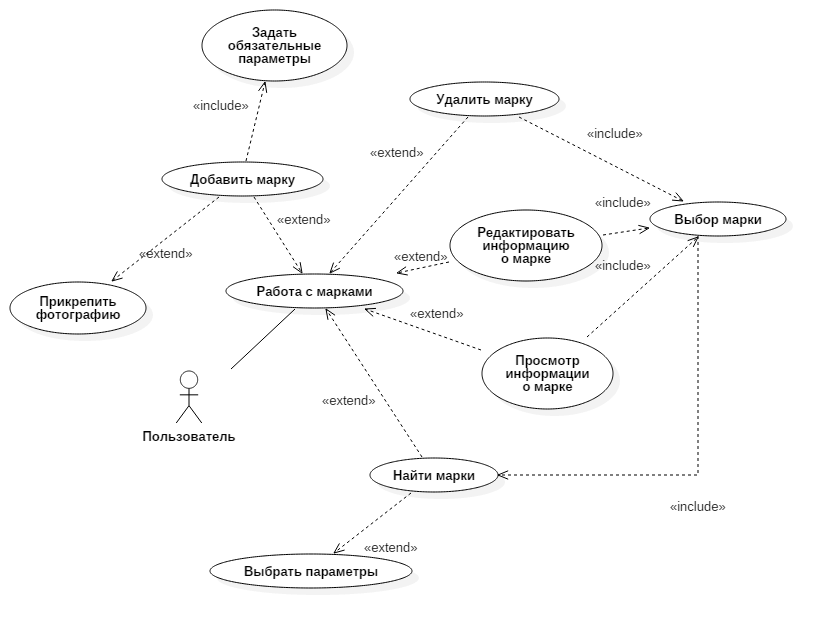 Задать
обязательные
параметры
Удалить марку
«include»
«include»
«extend»
Добавить марку
«include»
Выбор марки
«extend»
Редактировать
информацию
о марке
«extend»
«extend»
«include»
Работа с марками
Прикрепить
фотографию
«extend»
Просмотр
информации
о марке
«extend»
Пользователь
Найти марки
«include»
«extend»
Выбрать параметры